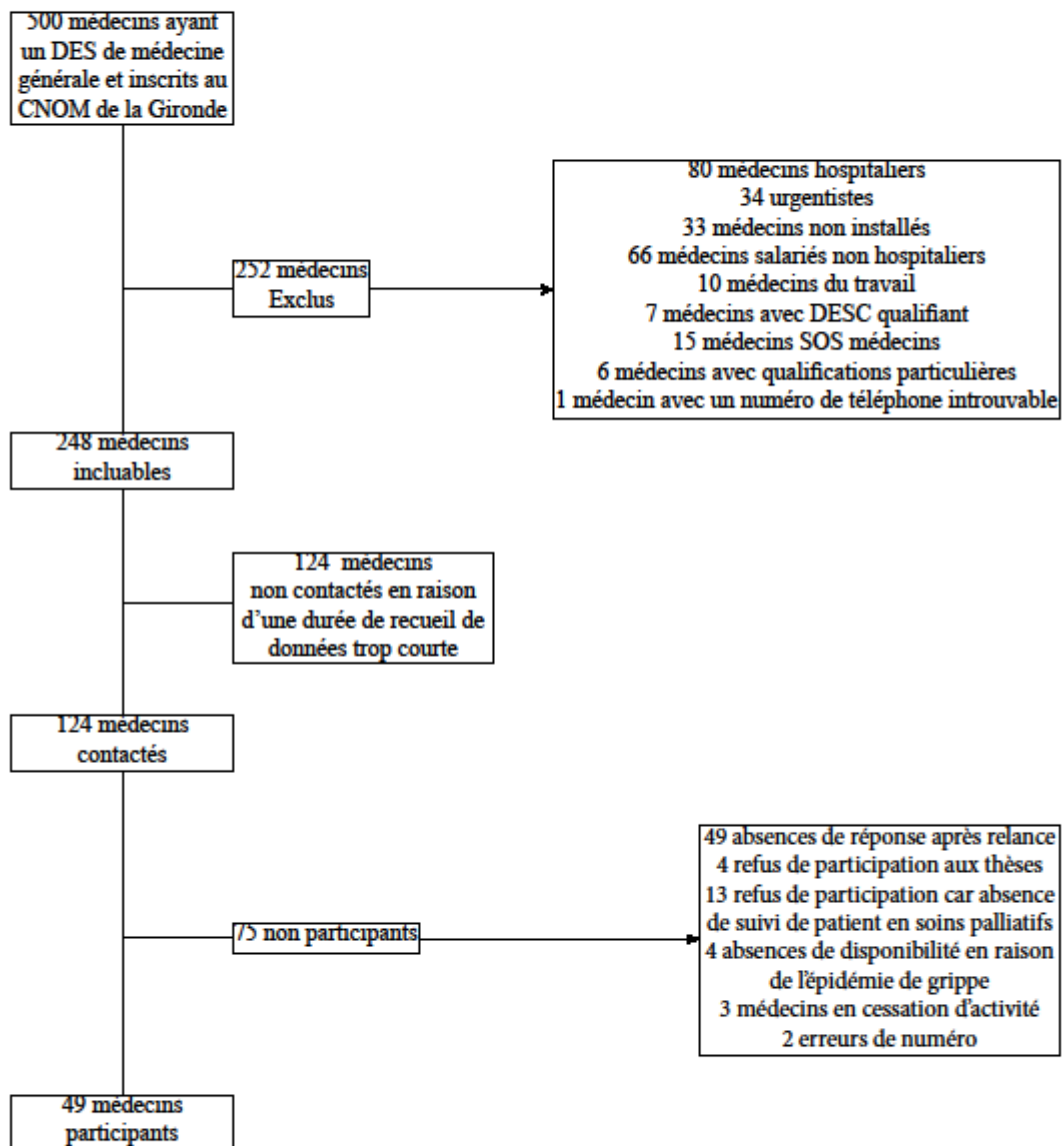 500 médecins ayant
un DES de médecine
générale et inscrits au
CNOM de la Gironde
80 médecins hospitaliers
34 urgentistes
33 médecins non installés
66 médecins salariés non hospitaliers
10 médecins du travail
7 médecins avec DESC qualifiant
15 médecins SOS médecins
6 médecins avec qualifications particulières
1 médecin avec un numéro de téléphone introuvable
252 médecins
Exclus
248 médecins
incluables
124 médecins
non contactés en raison
d’une durée de recueil de
données trop courte
124 médecins
contactés
49 absences de réponse après relance
4 refus de participation aux thèses
13 refus de participation car absence
de suivi de patient en soins palliatifs
4 absences de disponibilité en raison
de l’épidémie de grippe
3 médecins en cessation d’activité
2 erreurs de numéro
75 non participants
49 médecins
participants